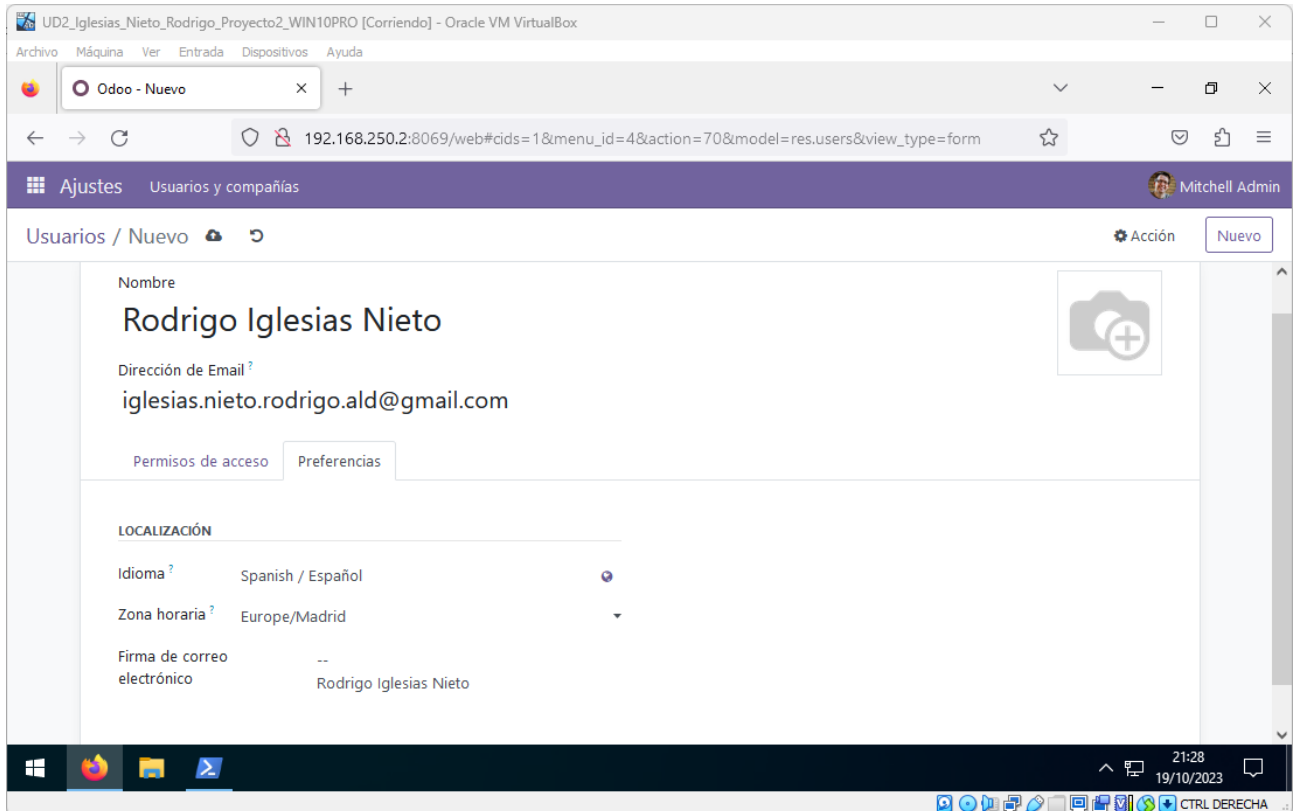 UD2_Iglesias_Nieto_Rodrigo_Proyecto2_WIN10PRO [Corriendo] - Oracle VM VirtualBox
Archivo Máquina Ver Entrada Dispositivos Ayuda
Odoo - Nuevo
192.168.250.2:8069/web#cids=1&menu_id=4&action=70&model=res.users&view_type=form
Ajustes Usuarios y compañías Mitchell Admin
Usuarios / Nuevo Acción Nuevo
Nombre
Rodrigo Iglesias Nieto
Dirección de Email ?
iglesias.nieto.rodrigo.ald@gmail.com
Permisos de acceso Preferencias
LOCALIZACIÓN
Idioma ? Spanish / Español
Zona horaria ? Europe/Madrid
Firma de correo electrónico
--
Rodrigo Iglesias Nieto
21:28
19/10/2023
CTRL DERECHA